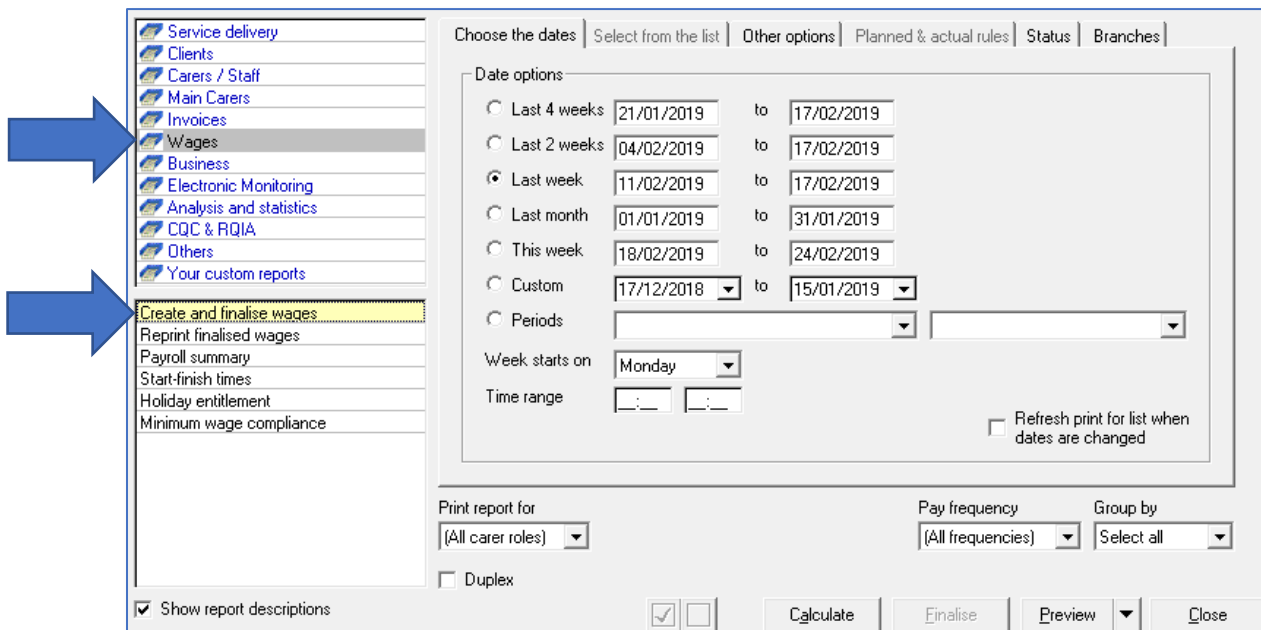 Service delivery
Clients
Carers / Staff
Main Carers
Invoices
Wages
Business
Electronic Monitoring
Analysis and statistics
CQC & RQIA
Others
Your custom reports
Create and finalise wages
Reprint finalised wages
Payroll summary
Start-finish times
Holiday entitlement
Minimum wage compliance
Show report descriptions
Choose the dates Select from the list Other options Planned & actual rules Status Branches
Date options
Last 4 weeks 21/01/2019 to 17/02/2019
Last 2 weeks 04/02/2019 to 17/02/2019
Last week 11/02/2019 to 17/02/2019
Last month 01/01/2019 to 31/01/2019
This week 18/02/2019 to 24/02/2019
Custom 17/12/2018 to 15/01/2019
Periods
Week starts on Monday
Time range __:__ __:__
Refresh print for list when
dates are changed
Print report for Pay frequency Group by
(All carer roles) (All frequencies) Select all
Duplex
Calculate Finalise Preview Close